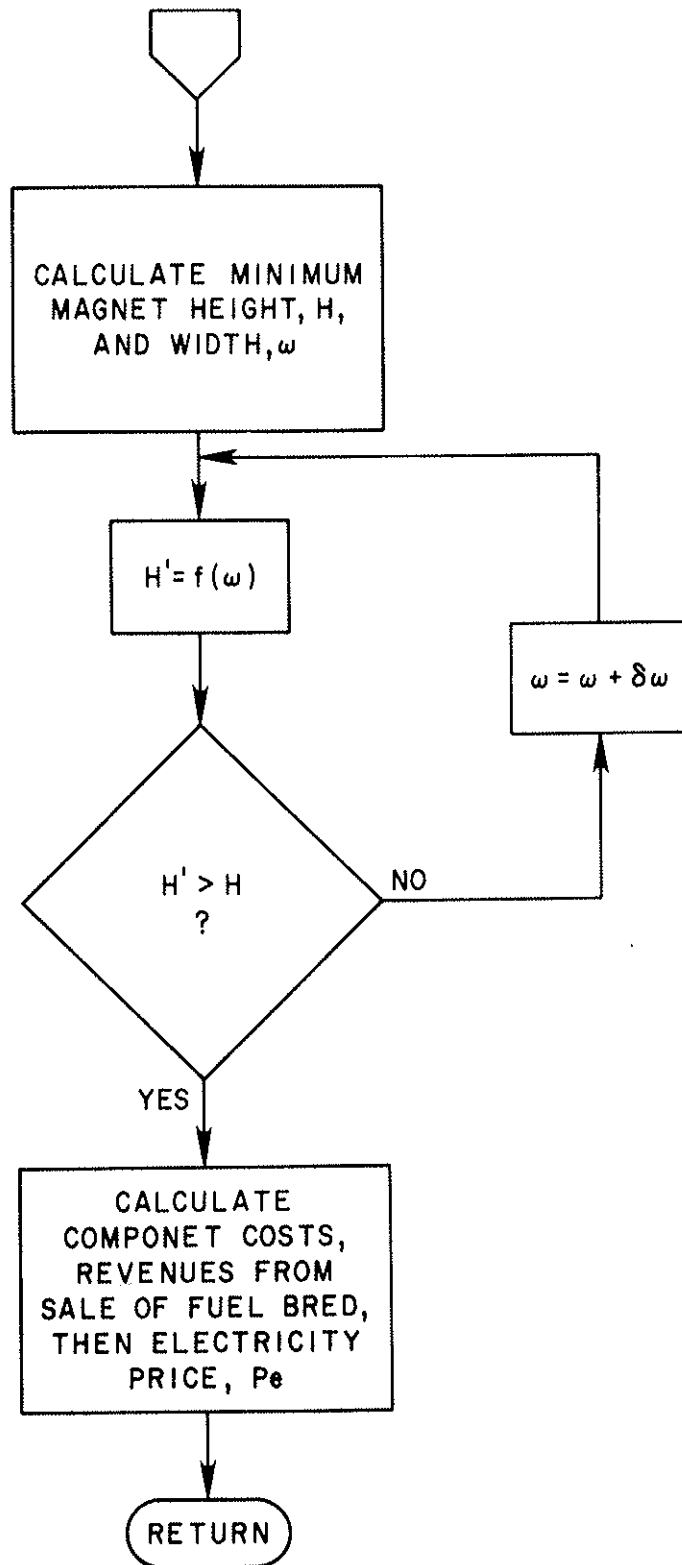 CALCULATE MINIMUM
MAGNET HEIGHT, H,
AND WIDTH, ω
H' = f(ω)
ω = ω + δω
H' > H
?
NO
YES
CALCULATE
COMPONET COSTS,
REVENUES FROM
SALE OF FUEL BRED,
THEN ELECTRICITY
PRICE, Pe
RETURN